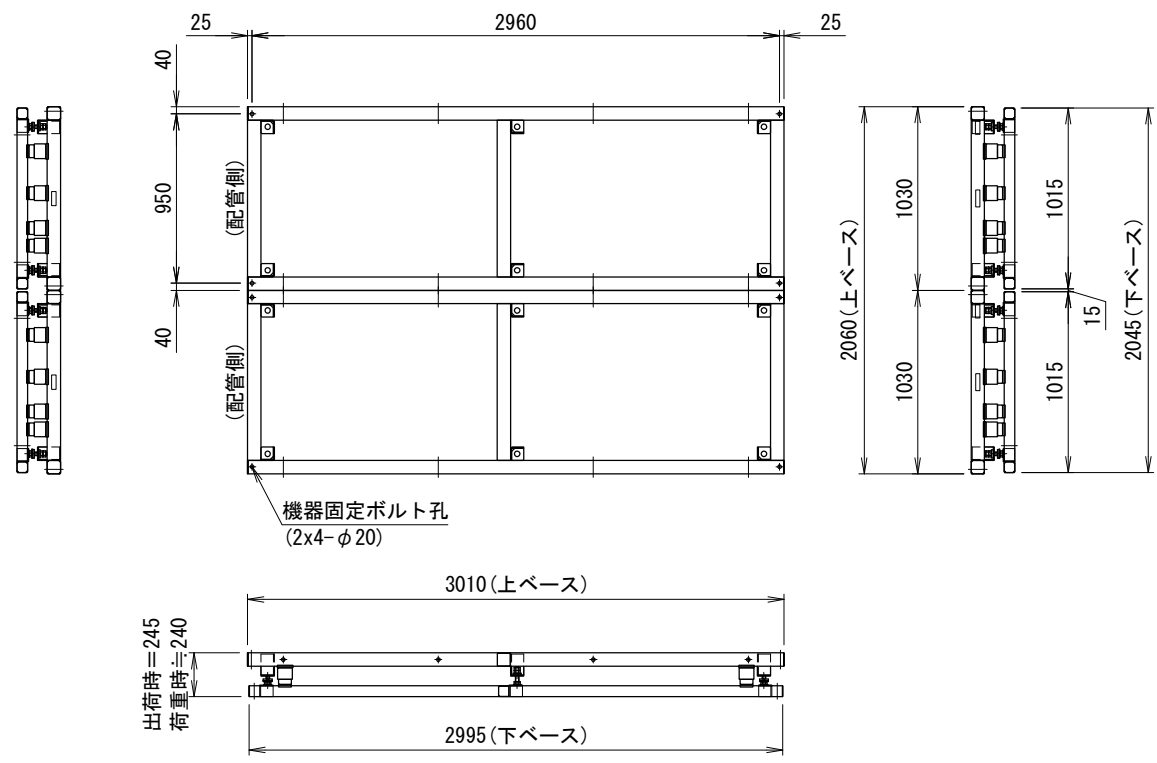 25
2960
25
40
950
40
(配管側)
(配管側)
2060(上ベース)
1030
1030
1015
15
1015
2045(下ベース)
機器固定ボルト孔
(2x4-φ20)
3010(上ベース)
出荷時=245
荷重時≒240
2995(下ベース)